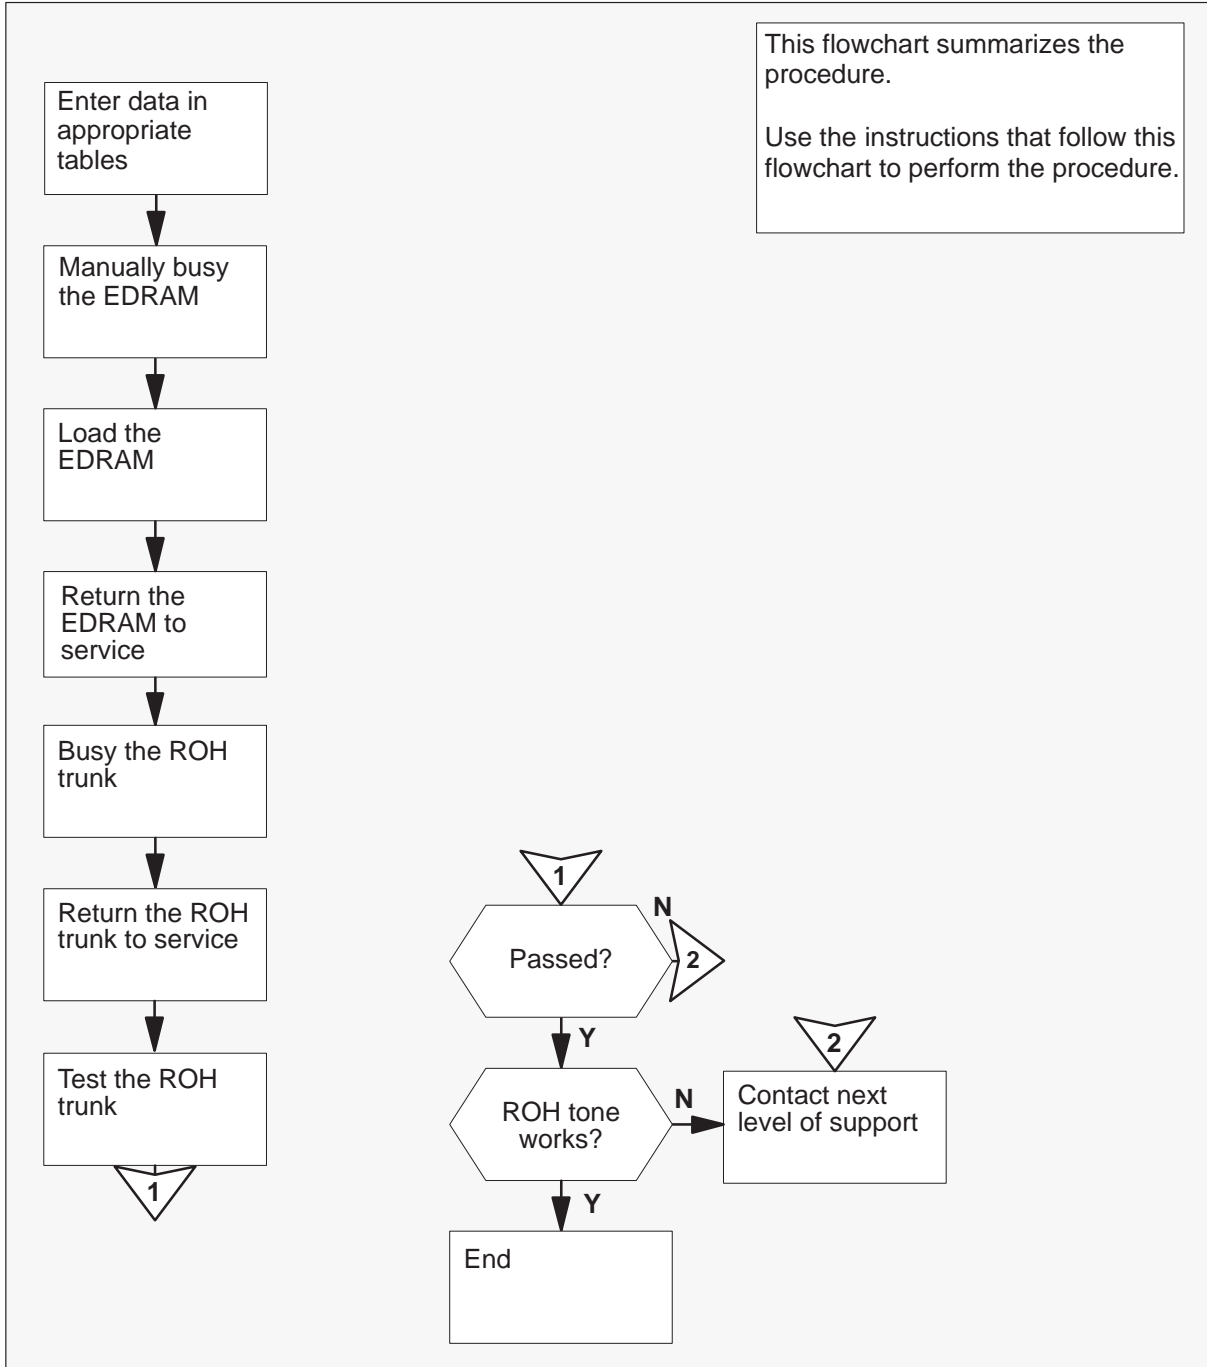 This flowchart summarizes the
procedure.
Use the instructions that follow this
flowchart to perform the procedure.
Enter data in
appropriate
tables
Manually busy
the EDRAM
Load the
EDRAM
Return the
EDRAM to
service
Busy the ROH
trunk
Return the ROH
trunk to service
Test the ROH
trunk
1
1
Passed?
N
2
Y
ROH tone
works?
N
2
Contact next
level of support
Y
End